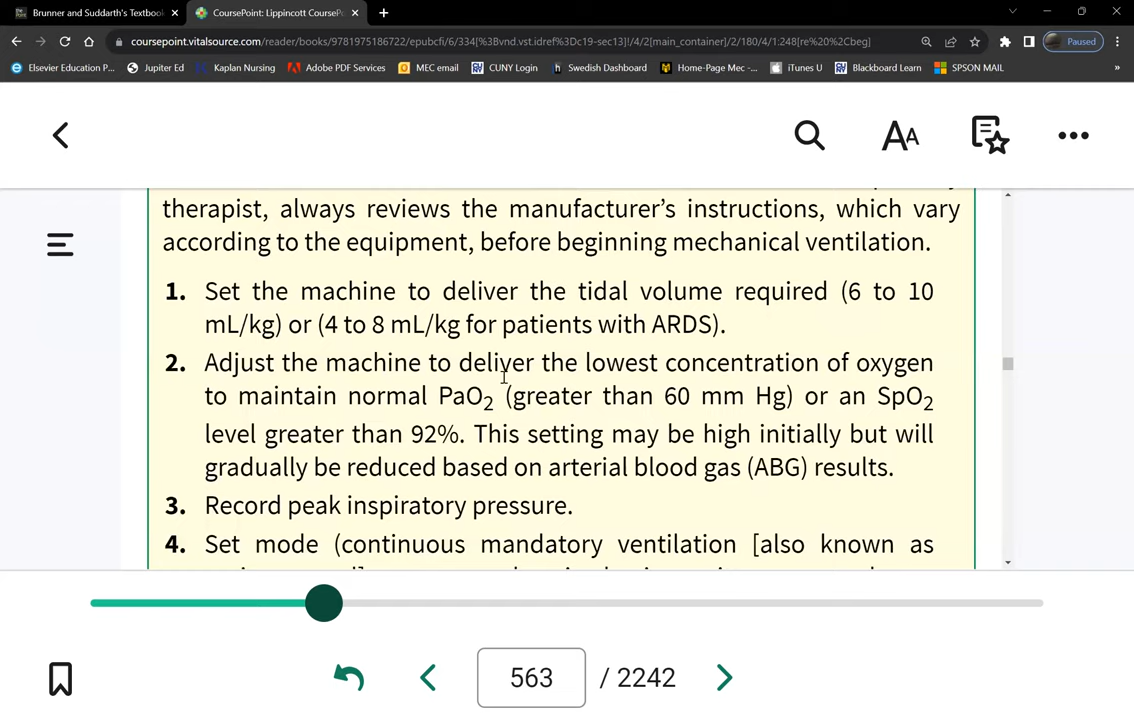 Brunner and Suddarth's Textbook
CoursePoint: Lippincott CoursePo
coursepoint.vitalsource.com/reader/books/9781975186722/epubcfi/6/334[%3Bvnd.vst.idref%3Dc19-sec13]!/4/2[main_container]/2/180/4/1:248[re%20%2Cbeg]
Paused
Elsevier Education P...
Jupiter Ed
Kaplan Nursing
Adobe PDF Services
MEC email
CUNY Login
Swedish Dashboard
Home-Page Mec -...
iTunes U
Blackboard Learn
SPSON MAIL
»
AA
therapist, always reviews the manufacturer's instructions, which vary
according to the equipment, before beginning mechanical ventilation.
1. Set the machine to deliver the tidal volume required (6 to 10
mL/kg) or (4 to 8 mL/kg for patients with ARDS).
2. Adjust the machine to deliver the lowest concentration of oxygen
to maintain normal PaO2 (greater than 60 mm Hg) or an SpO2
level greater than 92%. This setting may be high initially but will
gradually be reduced based on arterial blood gas (ABG) results.
3. Record peak inspiratory pressure.
4. Set mode (continuous mandatory ventilation [also known as
563 / 2242